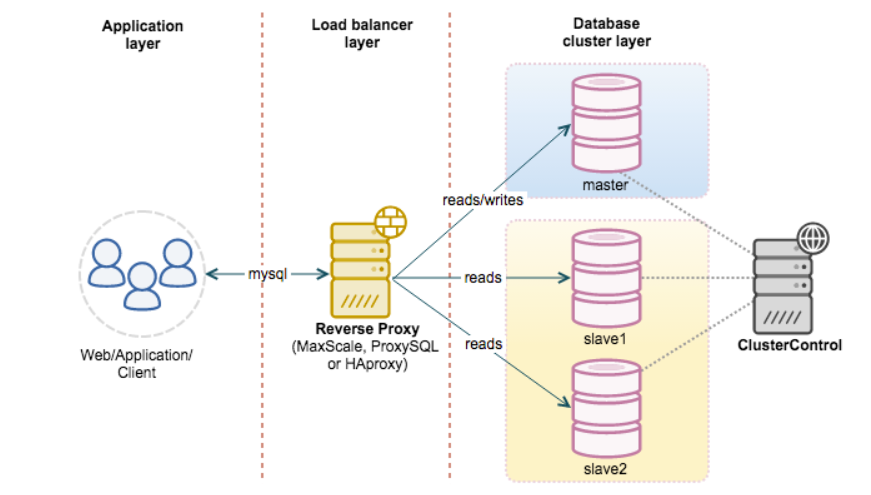 Application
layer
Load balancer
layer
Database
cluster layer
master
reads/writes
mysql
reads
Reverse Proxy
(MaxScale, ProxySQL
or HAproxy)
slave1
reads
ClusterControl
Web/Application/
Client
slave2